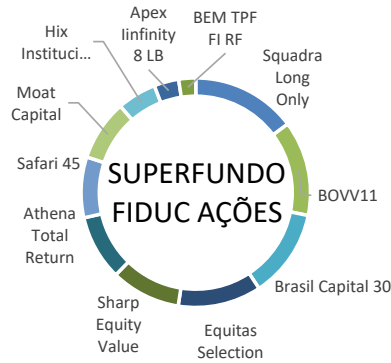 Apex
Iinfinity
8 LB
BEM TPF
FI RF
Hix
Instituci...
Squadra
Long
Only
Moat
Capital
Safari 45
SUPERFUNDO
FIDUC AÇÕES
BOVV11
Athena
Total
Return
Brasil Capital 30
Sharp
Equity
Value
Equitas
Selection